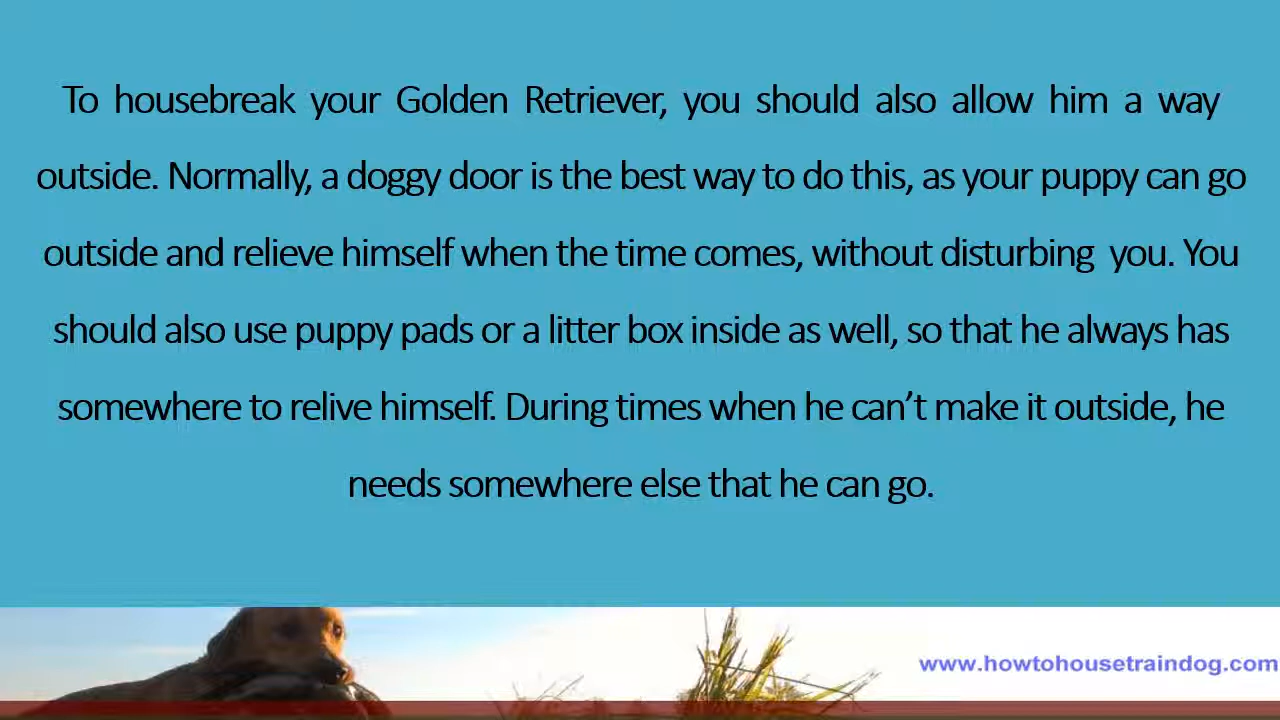 To housebreak your Golden Retriever, you should also allow him a way
outside. Normally, a doggy door is the best way to do this, as your puppy can go
outside and relieve himself when the time comes, without disturbing you. You
should also use puppy pads or a litter box inside as well, so that he always has
somewhere to relive himself. During times when he can’t make it outside, he
needs somewhere else that he can go.
www.howtohousetraindog.com